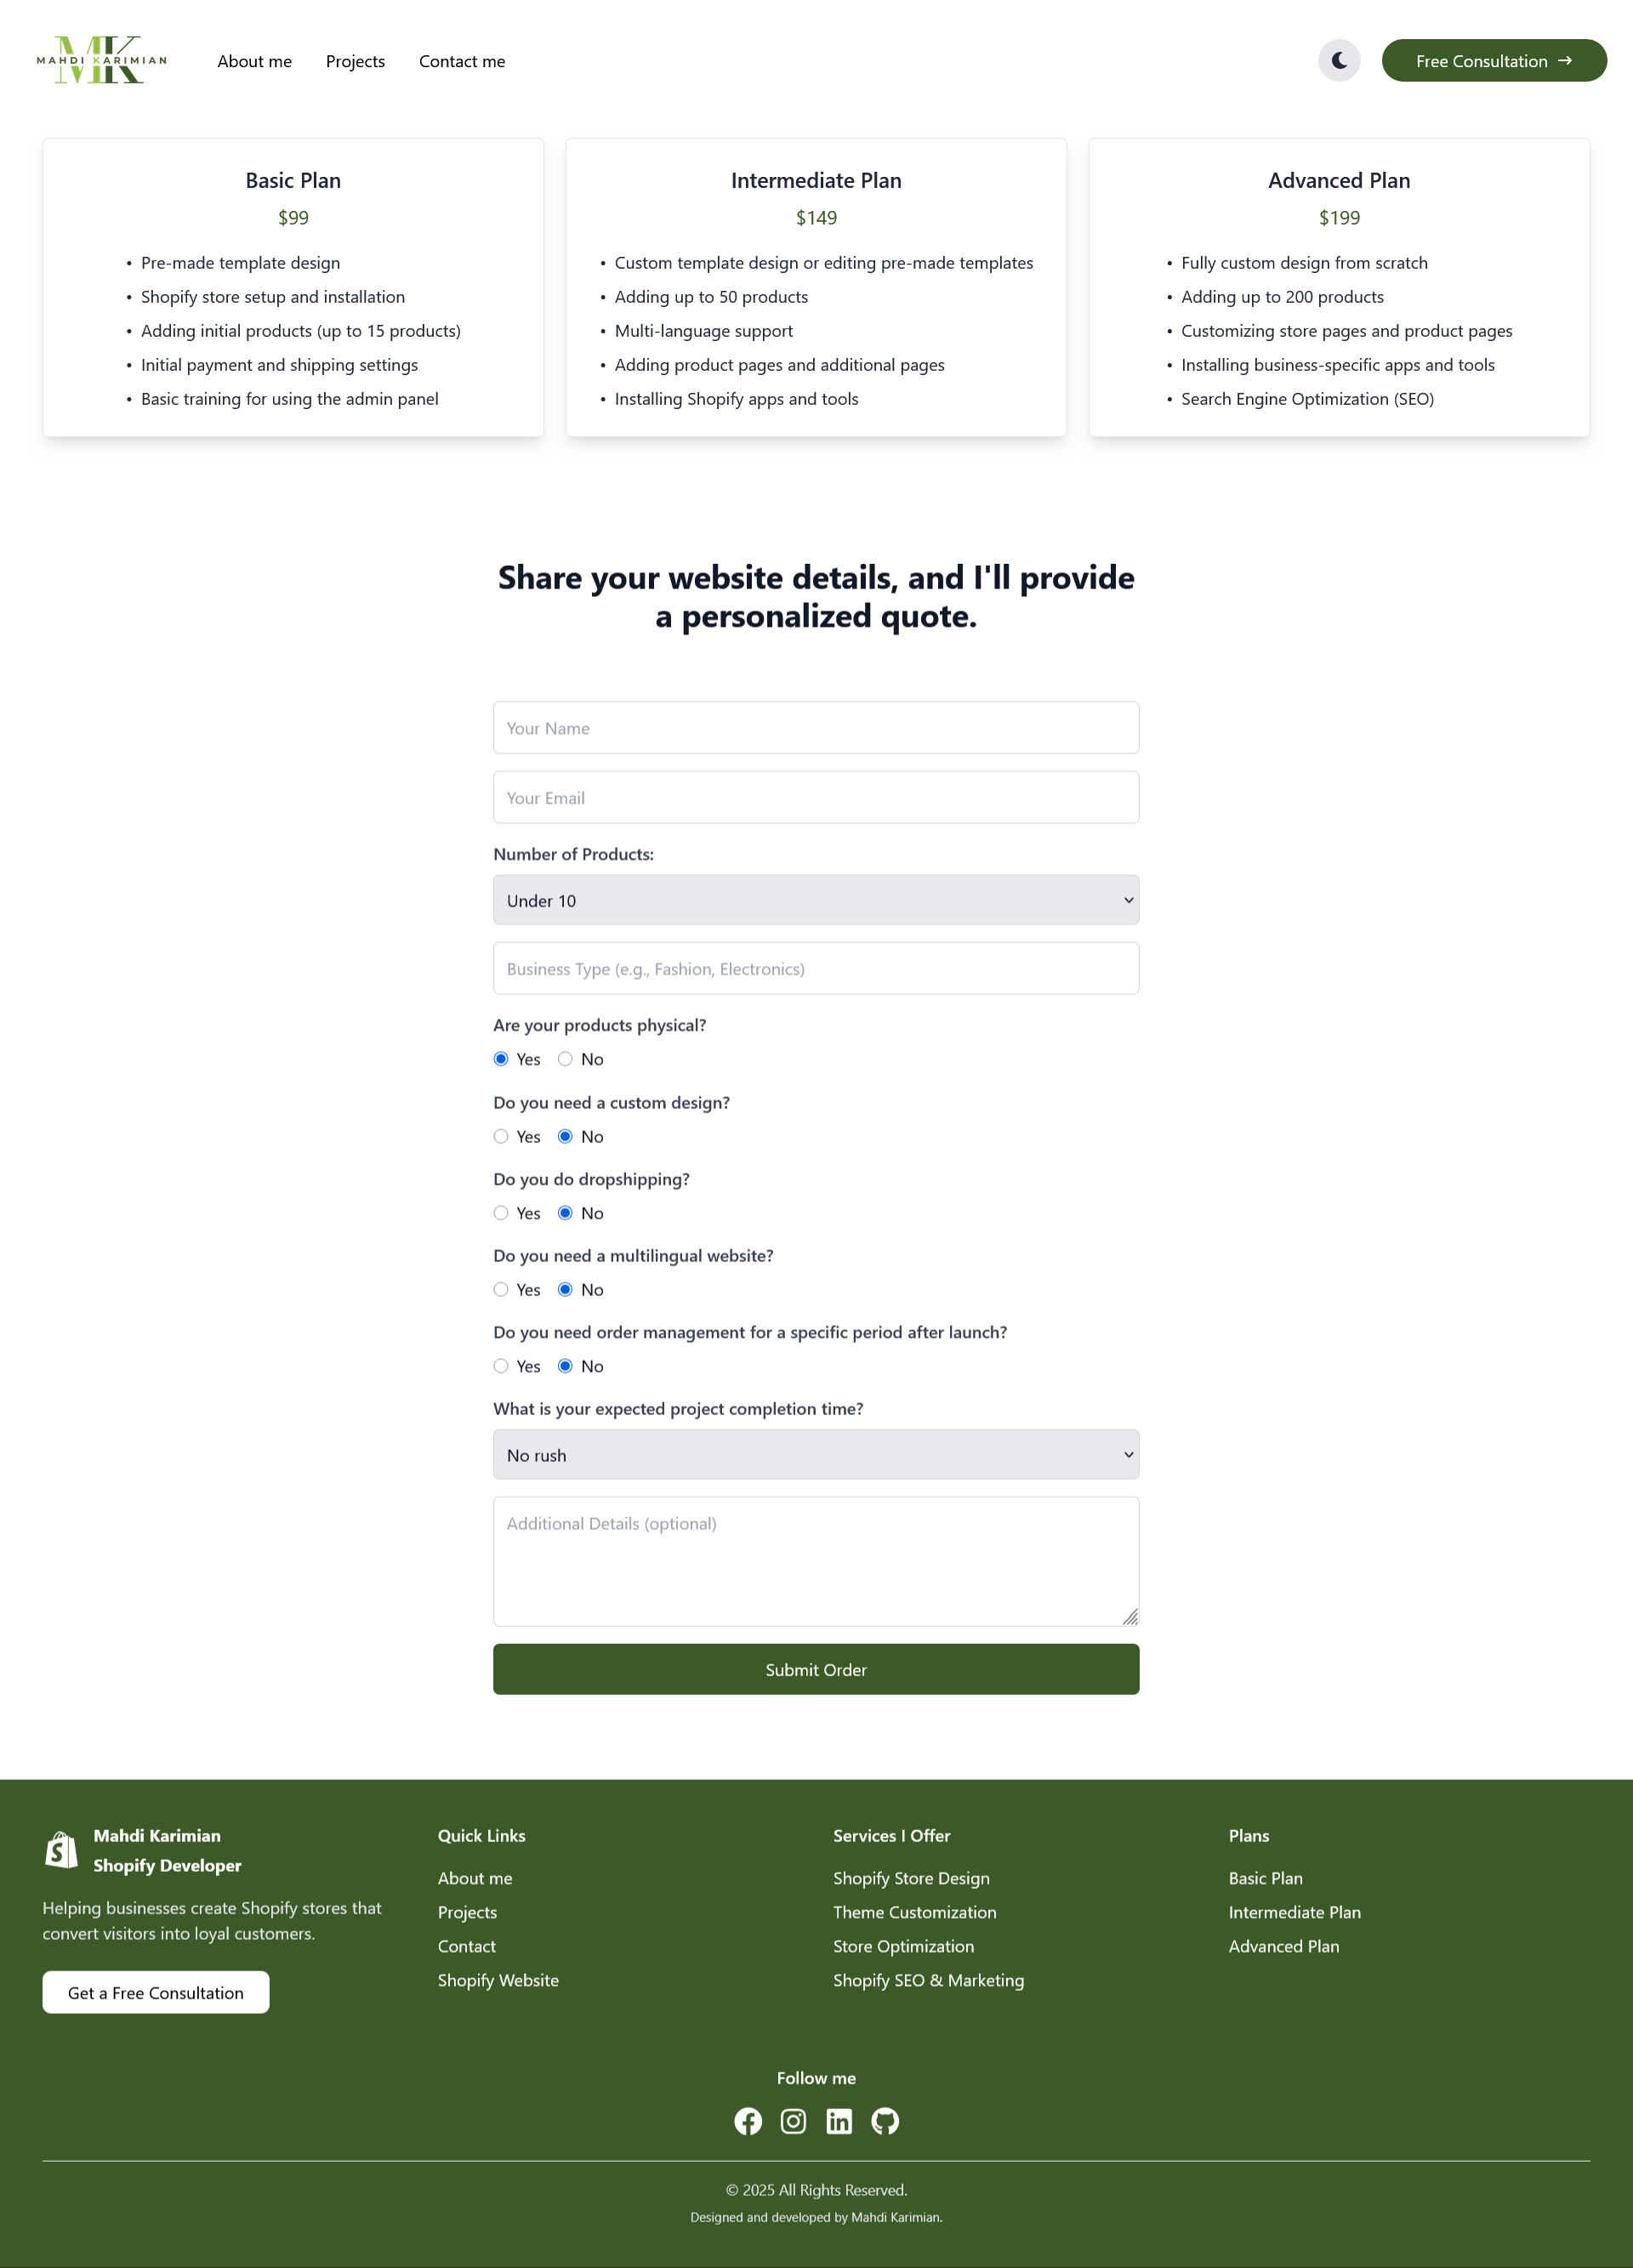 MK
MAHDI KARIMIAN
About me
Projects
Contact me
Free Consultation
Basic Plan
$99
• Pre-made template design
• Shopify store setup and installation
• Adding initial products (up to 15 products)
• Initial payment and shipping settings
• Basic training for using the admin panel
Intermediate Plan
$149
• Custom template design or editing pre-made templates
• Adding up to 50 products
• Multi-language support
• Adding product pages and additional pages
• Installing Shopify apps and tools
Advanced Plan
$199
• Fully custom design from scratch
• Adding up to 200 products
• Customizing store pages and product pages
• Installing business-specific apps and tools
• Search Engine Optimization (SEO)
Share your website details, and I'll provide
a personalized quote.
Your Name
Your Email
Number of Products:
Under 10
Business Type (e.g., Fashion, Electronics)
Are your products physical?
Yes No
Do you need a custom design?
Yes No
Do you do dropshipping?
Yes No
Do you need a multilingual website?
Yes No
Do you need order management for a specific period after launch?
Yes No
What is your expected project completion time?
No rush
Additional Details (optional)
Submit Order
Mahdi Karimian
Shopify Developer
Helping businesses create Shopify stores that
convert visitors into loyal customers.
Get a Free Consultation
Quick Links
About me
Projects
Contact
Shopify Website
Services I Offer
Shopify Store Design
Theme Customization
Store Optimization
Shopify SEO & Marketing
Plans
Basic Plan
Intermediate Plan
Advanced Plan
Follow me
© 2025 All Rights Reserved.
Designed and developed by Mahdi Karimian.